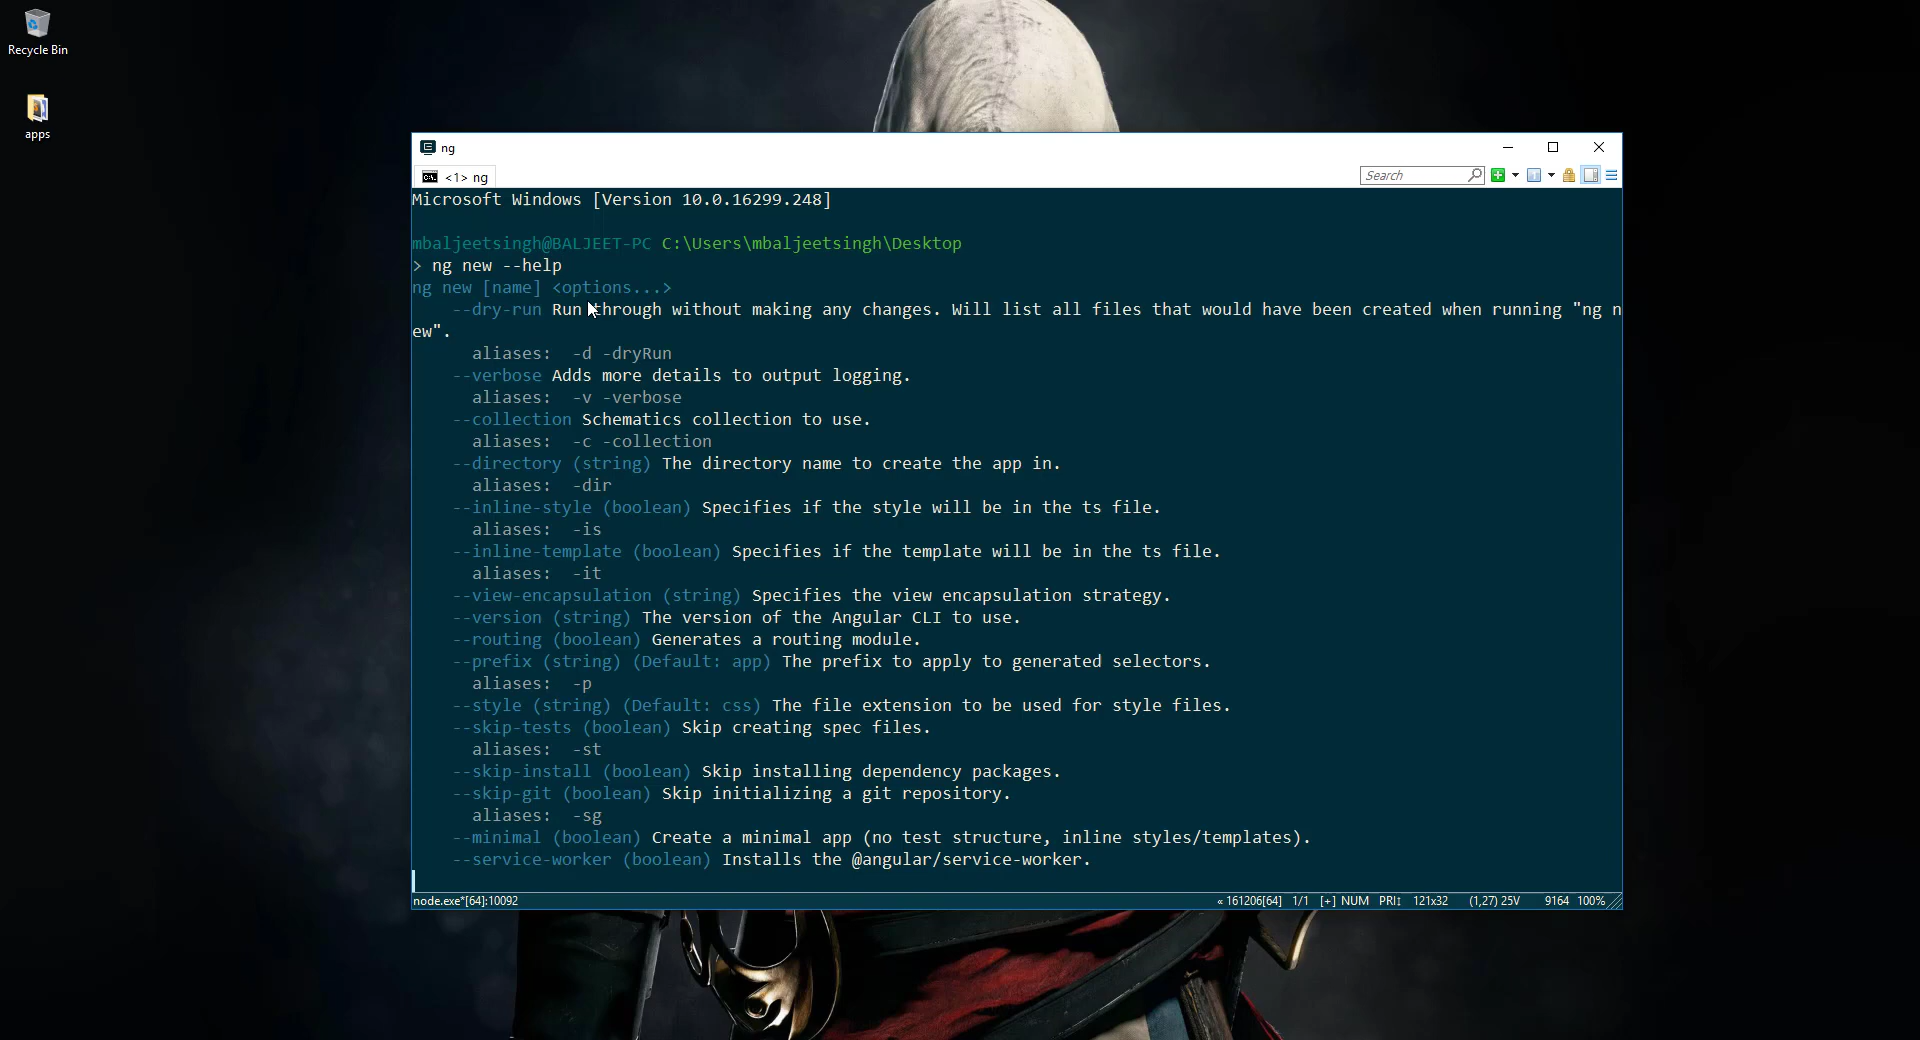 Recycle Bin
apps
ng
<1> ng
Search
Microsoft Windows [Version 10.0.16299.248]
mbaljeetsingh@BALJEET-PC C:\Users\mbaljeetsingh\Desktop
> ng new --help
ng new [name] <options...>
--dry-run Run through without making any changes. Will list all files that would have been created when running "ng n
ew".
aliases: -d -dryRun
--verbose Adds more details to output logging.
aliases: -v -verbose
--collection Schematics collection to use.
aliases: -c -collection
--directory (string) The directory name to create the app in.
aliases: -dir
--inline-style (boolean) Specifies if the style will be in the ts file.
aliases: -is
--inline-template (boolean) Specifies if the template will be in the ts file.
aliases: -it
--view-encapsulation (string) Specifies the view encapsulation strategy.
--version (string) The version of the Angular CLI to use.
--routing (boolean) Generates a routing module.
--prefix (string) (Default: app) The prefix to apply to generated selectors.
aliases: -p
--style (string) (Default: css) The file extension to be used for style files.
--skip-tests (boolean) Skip creating spec files.
aliases: -st
--skip-install (boolean) Skip installing dependency packages.
--skip-git (boolean) Skip initializing a git repository.
aliases: -sg
--minimal (boolean) Create a minimal app (no test structure, inline styles/templates).
--service-worker (boolean) Installs the @angular/service-worker.
node.exe*[64]:10092 « 161206[64] 1/1 [+] NUM PRI↕ 121x32 (1,27) 25V 9164 100%